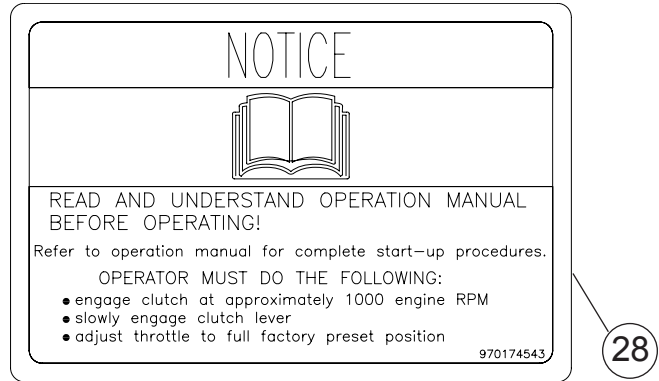 NOTICE
READ AND UNDERSTAND OPERATION MANUAL
BEFORE OPERATING!
Refer to operation manual for complete start-up procedures.
OPERATOR MUST DO THE FOLLOWING:
• engage clutch at approximately 1000 engine RPM
• slowly engage clutch lever
• adjust throttle to full factory preset position
970174543
28